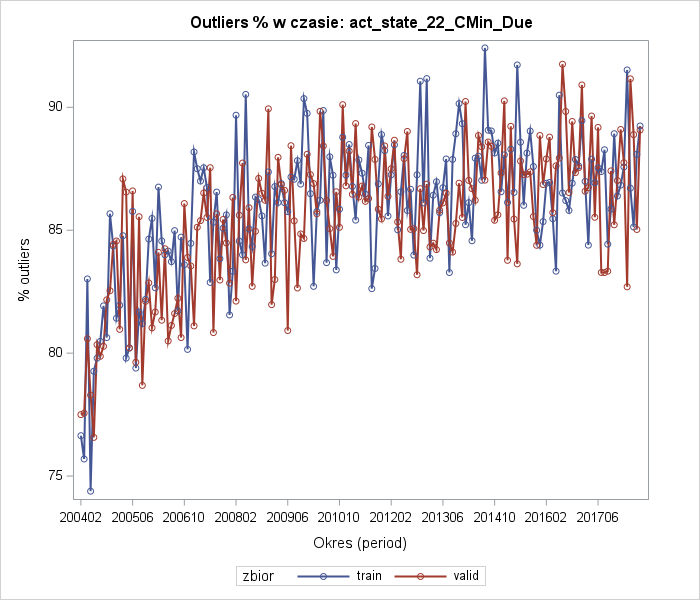 Outliers % w czasie: act_state_22_CMin_Due
% outliers
90
85
80
75
200402 200506 200610 200802 200906 201010 201202 201306 201410 201602 201706
Okres (period)
zbior train valid